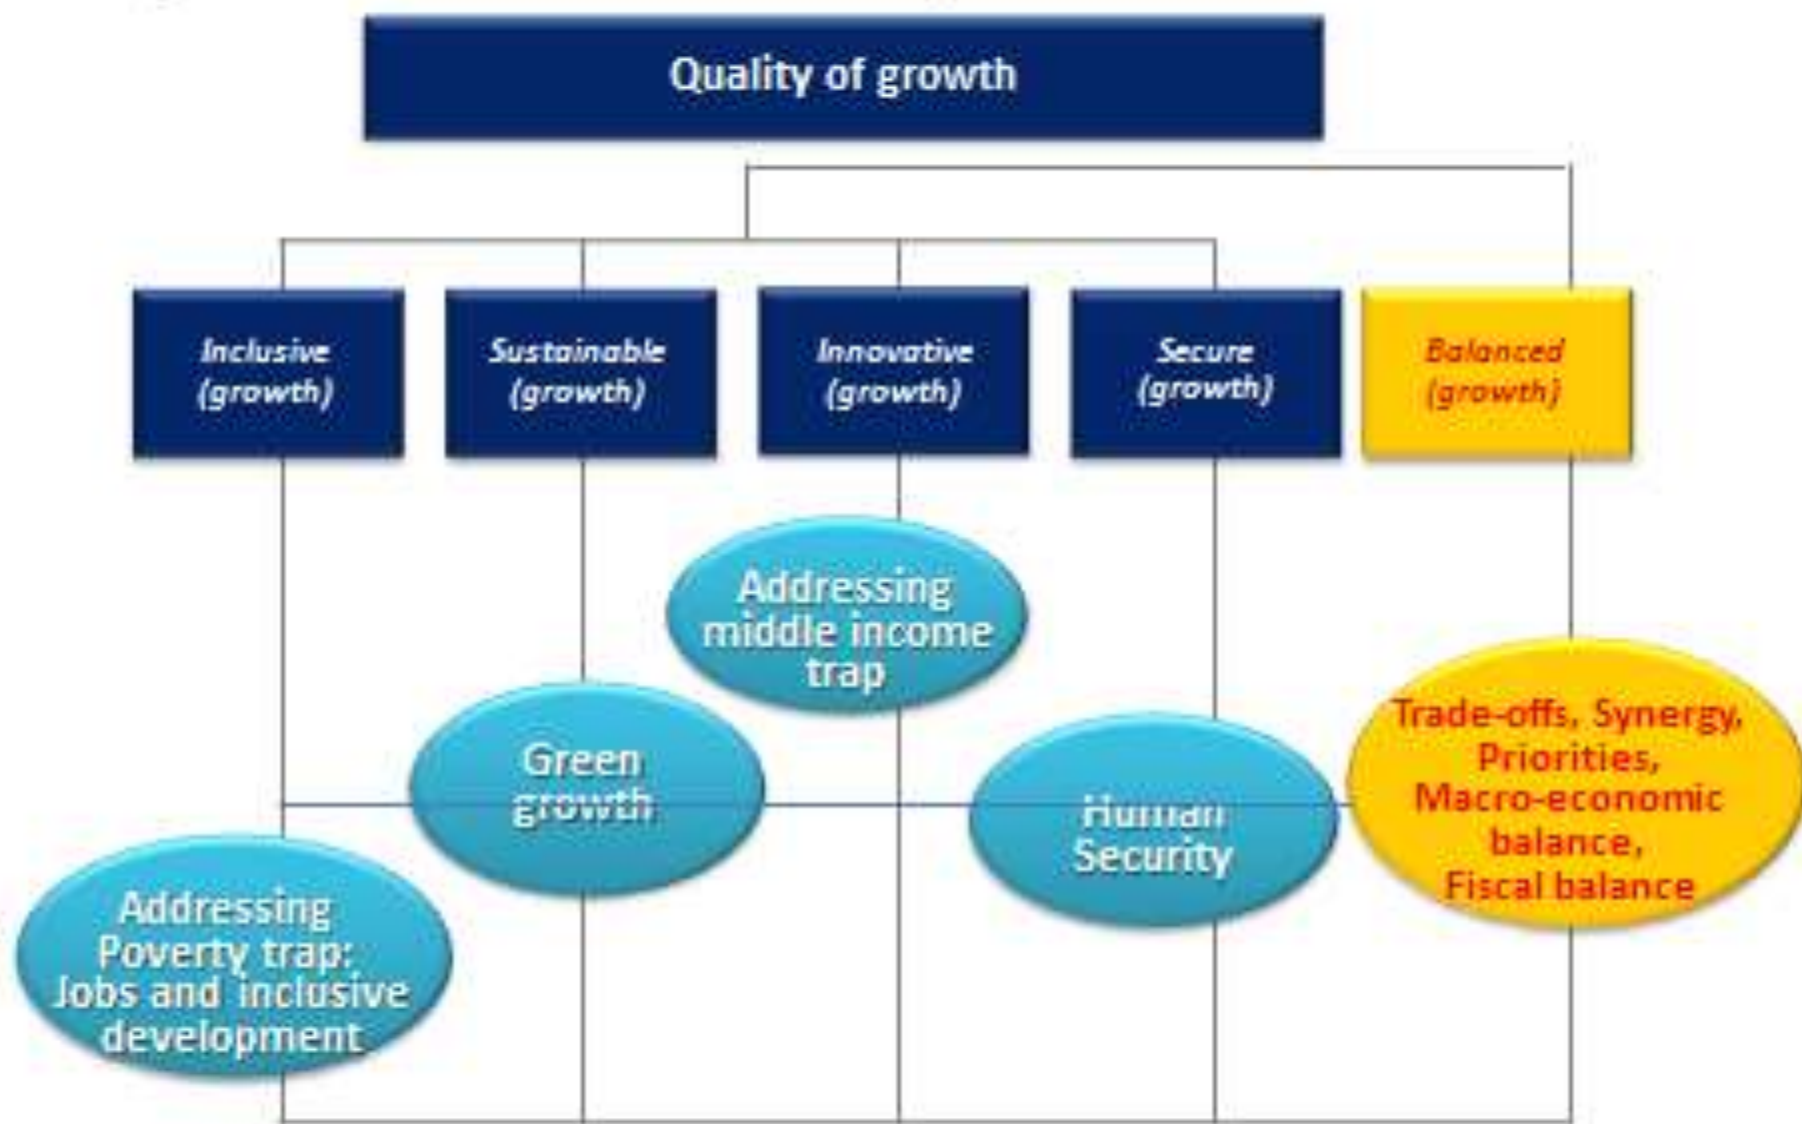 Quality of growth
Inclusive
(growth)
Sustainable
(growth)
Innovative
(growth)
Secure
(growth)
Balanced
(growth)
Addressing
middle income
trap
Green
growth
Human
Security
Trade-offs, Synergy,
Priorities,
Macro-economic
balance,
Fiscal balance
Addressing
Poverty trap:
Jobs and inclusive
development